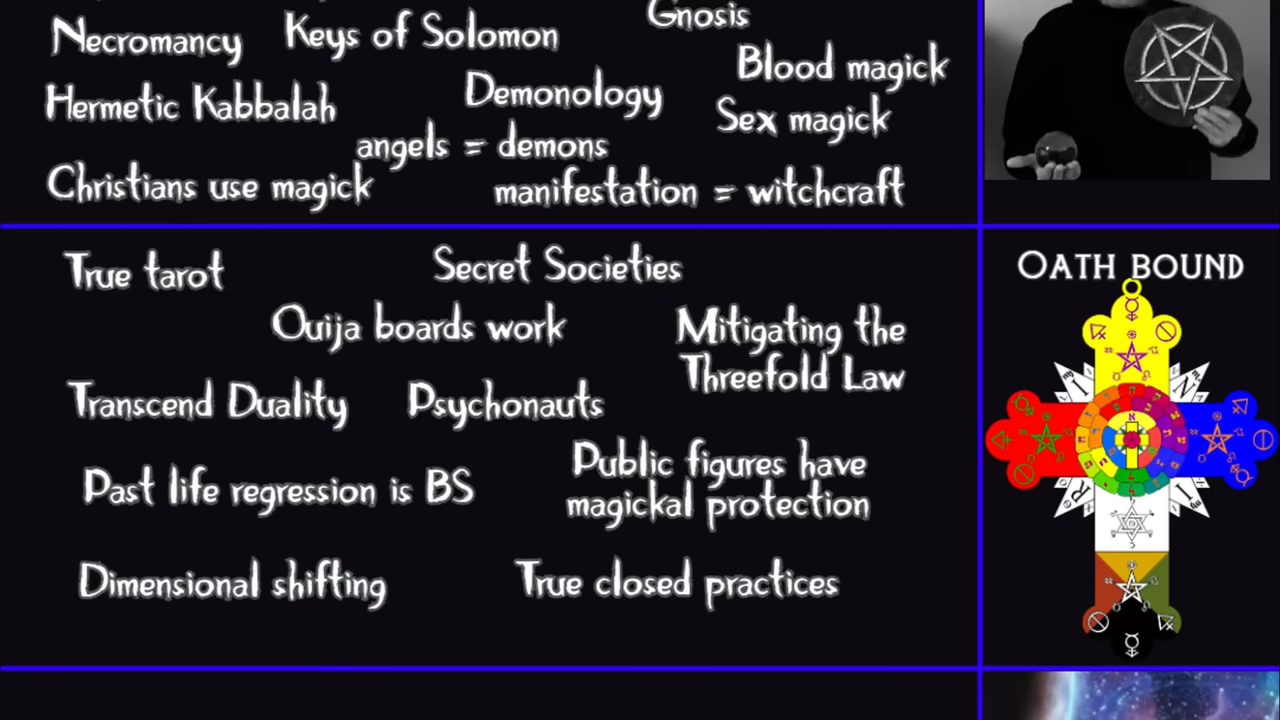 Gnosis
Necromancy
Keys of Solomon
Blood magick
Hermetic Kabbalah
Demonology
Sex magick
angels = demons
Christians use magick
manifestation = witchcraft
True tarot
Secret Societies
OATH BOUND
Ouija boards work
Mitigating the
Threefold Law
Transcend Duality
Psychonauts
Public figures have
magickal protection
Past life regression is BS
Dimensional shifting
True closed practices
I
N
R
I